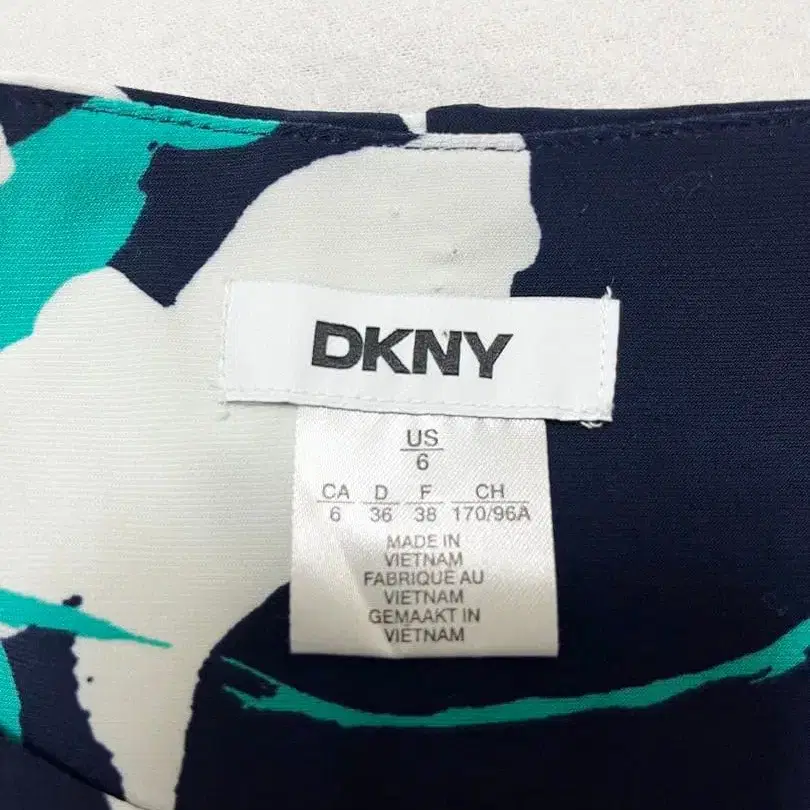 DKNY
US
6
CA D F CH
6 36 38 170/96A
MADE IN
VIETNAM
FABRIQUE AU
VIETNAM
GEMAAKT IN
VIETNAM